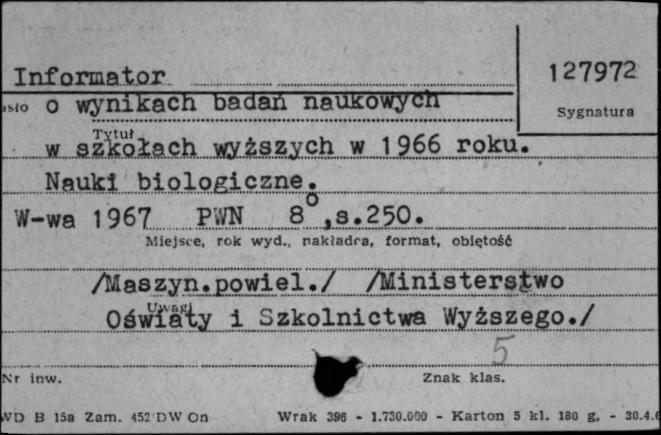 Informator
127972
Sygnatura
asło o wynikach badań naukowych
Tytuł
w szkołach wyższych w 1966 roku.
Nauki biologiczne.
W-wa 1967 PWN 8°,s.250.
Miejsce, rok wyd., nakładca, format, objętość
/Maszyn.powiel./ /Ministerstwo
Uwagi
Oświaty i Szkolnictwa Wyższego./
5
Nr inw.
Znak klas.
WD B 15a Zam. 452 DW On Wrak 396 - 1.730.000 - Karton 5 kl. 180 g. - 30.4.6